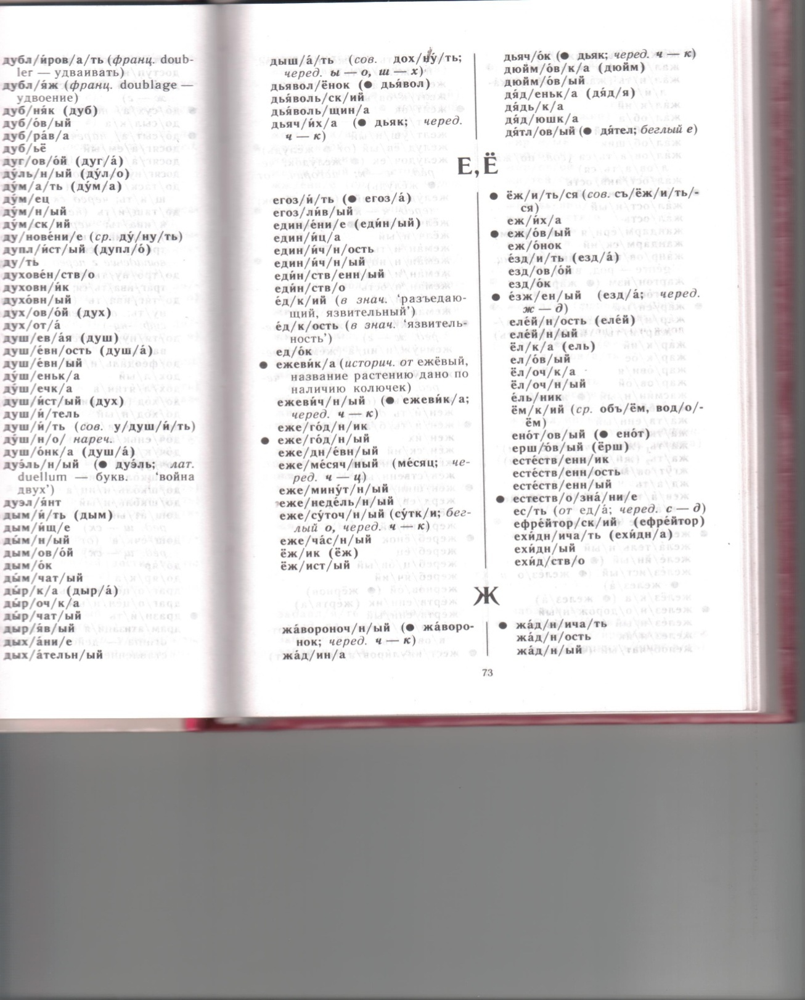 дубл/и́ров/а/ть (франц. doub-
ler — удваивать)
дубл/я́ж (франц. doublage —
удвоение)
дуб/ня́к (дуб)
дуб/о́в/ый
дуб/ра́в/а
дуб/ьё
дуг/ов/о́й (дуг/а́)
ду́ль/н/ый (ду́л/о)
ду́м/а/ть (ду́м/а)
ду́м/ец
ду́м/н/ый
ду́м/ск/ий
ду/нове́ни/е (ср. ду́/ну/ть)
дупл/и́ст/ый (дупл/о́)
ду/ть
духове́н/ств/о
духовн/и́к
духо́вн/ый
дух/ов/о́й (дух)
дух/от/а́
душ/ев/а́я (душ)
душ/е́вн/ость (душ/а́)
душ/е́вн/ый
ду́ш/еньк/а
ду́ш/ечк/а
душ/и́ст/ый (дух)
душ/и́/тель
душ/и́/ть (сов. у/душ/и́/ть)
ду́ш/н/о/ нареч.
душ/о́нк/а (душ/а́)
дуэ́ль/н/ый (● дуэ́ль; лат.
duellum — букв. ‘война
двух’)
дуэл/я́нт
дым/и́/ть (дым)
дым/и́щ/е
ды́м/н/ый
дым/ов/о́й
дым/о́к
ды́м/чат/ый
ды́р/к/а (дыр/а́)
ды́р/оч/к/а
ды́р/чат/ый
дыр/я́в/ый
дых/а́ни/е
дых/а́тельн/ый
дыш/а́/ть (сов. дох/ну́/ть;
черед. ы — о, ш — х)
дьявол/ёнок (● дья́вол)
дья́воль/ск/ий
дья́воль/щин/а
дьяч/и́х/а (● дьяк; черед.
ч — к)
дьяч/о́к (● дьяк; черед. ч — к)
дюйм/о́в/к/а (дюйм)
дюйм/о́в/ый
дя́д/еньк/а (дя́д/я)
дя́дь/к/а
дя́д/юшк/а
дя́тл/ов/ый (● дя́тел; беглый е)
Е, Ё
егоз/и́/ть (● егоз/а́)
егоз/ли́в/ый
един/е́ни/е (еди́н/ый)
един/и́ц/а
един/и́ч/н/ость
един/и́ч/н/ый
еди́н/ств/енн/ый
еди́н/ств/о
е́д/к/ий (в знач. ‘разъедаю-
щий, язвительный’)
е́д/к/ость (в знач. ‘язвитель-
ность’)
ед/о́к
● ежеви́к/а (историч. от ежёвый,
название растению дано по
наличию колючек)
ежеви́ч/н/ый (● ежеви́к/а;
черед. ч — к)
еже/го́д/н/ик
● еже/го́д/н/ый
еже/дн/е́вн/ый
еже/ме́сяч/ный (ме́сяц; че-
ред. ч — ц)
еже/мину́т/н/ый
еже/неде́ль/н/ый
еже/су́точ/н/ый (су́тк/и; бег-
лый о, черед. ч — к)
еже/ча́с/н/ый
ёж/ик (ёж)
ёж/ист/ый
● ёж/и/ть/ся (сов. съ/ёж/и/ть/-
ся)
еж/и́х/а
● еж/о́в/ый
еж/о́нок
е́зд/и/ть (езд/а́)
езд/ов/о́й
езд/о́к
● е́зж/ен/ый (езд/а́; черед.
ж — д)
еле́й/н/ость (еле́й)
еле́й/н/ый
ёл/к/а (ель)
ел/о́в/ый
ёл/оч/к/а
ёл/оч/н/ый
е́ль/ник
ём/к/ий (ср. объ/ём, вод/о/-
ём)
ено́т/ов/ый (● ено́т)
ерш/о́в/ый (ёрш)
есте́ств/енн/ик
есте́ств/енн/ость
есте́ств/енн/ый
● естеств/о/зна́/ни/е
ес/ть (от ед/а́; черед. с — д)
ефре́йтор/ск/ий (ефре́йтор)
ехи́дн/ича/ть (ехи́дн/а)
ехи́дн/ый
ехи́д/ств/о
Ж
жа́вороноч/н/ый (● жа́воро-
нок; черед. ч — к)
жа́д/ин/а
● жа́д/н/ича/ть
жа́д/н/ость
жа́д/н/ый
73